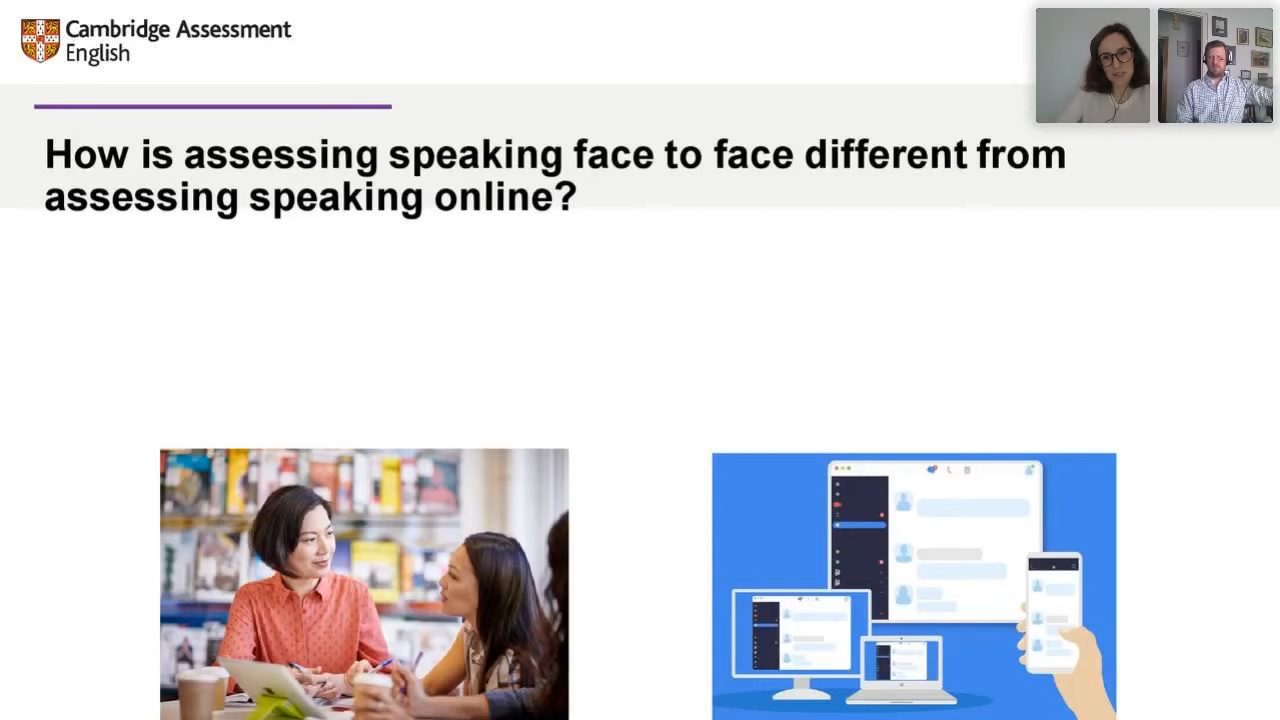 Cambridge Assessment
English
How is assessing speaking face to face different from
assessing speaking online?